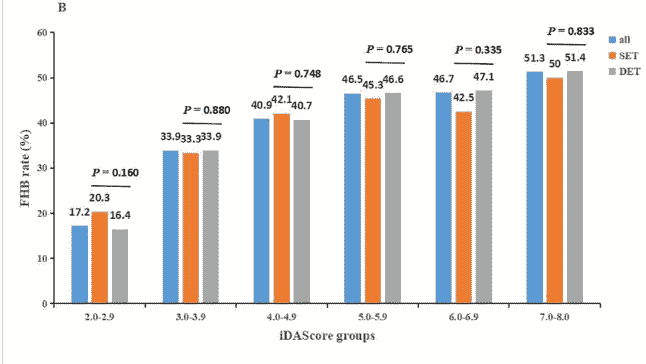 B
60
50
40
30
20
10
0
FHB rate (%)
all
SET
DET
P = 0.160
17.2 20.3 16.4
P = 0.880
33.9 33.3 33.9
P = 0.748
40.9 42.1 40.7
P = 0.765
46.5 45.3 46.6
P = 0.335
46.7 42.5 47.1
P = 0.833
51.3 50 51.4
2.0-2.9 3.0-3.9 4.0-4.9 5.0-5.9 6.0-6.9 7.0-8.0
iDAScore groups